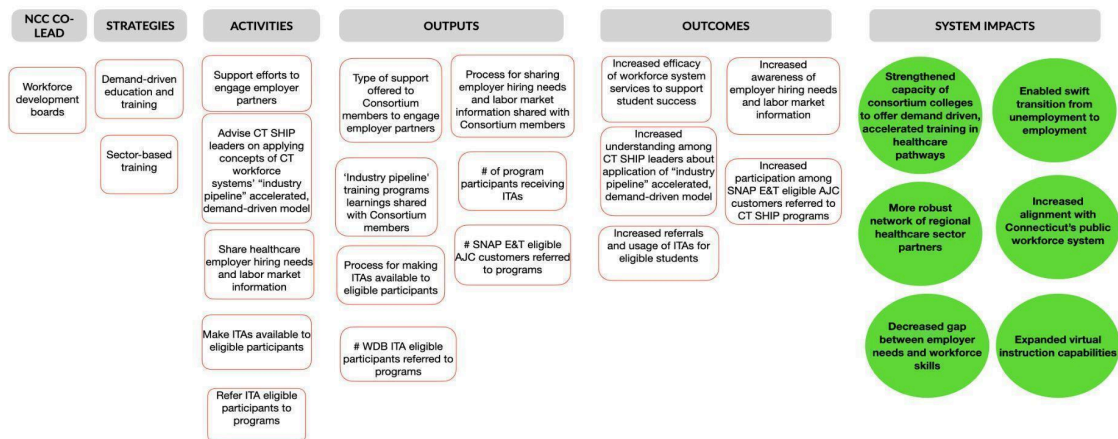 NCC CO-
LEAD
STRATEGIES
ACTIVITIES
OUTPUTS
OUTCOMES
SYSTEM IMPACTS
Workforce
development
boards
Demand-driven
education and
training
Sector-based
training
Support efforts to
engage employer
partners
Advise CT SHIP
leaders on applying
concepts of CT
workforce
systems’ “industry
pipeline” accelerated,
demand-driven model
Share healthcare
employer hiring needs
and labor market
information
Make ITAs available to
eligible participants
Refer ITA eligible
participants to
programs
Type of support
offered to
Consortium
members to engage
employer partners
‘Industry pipeline‘
training programs
learnings shared
with Consortium
members
Process for making
ITAs available to
eligible participants
# WDB ITA eligible
participants referred to
programs
Process for sharing
employer hiring needs
and labor market
information shared with
Consortium members
# of program
participants receiving
ITAs
# SNAP E&T eligible
AJC customers referred
to programs
Increased efficacy
of workforce system
services to support
student success
Increased
understanding among
CT SHIP leaders about
application of “industry
pipeline” accelerated,
demand-driven model
Increased referrals
and usage of ITAs for
eligible students
Increased
awareness of
employer hiring needs
and labor market
information
Increased
participation among
SNAP E&T eligible AJC
customers referred to
CT SHIP programs
Strengthened
capacity of
consortium colleges
to offer demand driven,
accelerated training in
healthcare
pathways
Enabled swift
transition from
unemployment to
employment
More robust
network of regional
healthcare sector
partners
Increased
alignment with
Connecticut’s public
workforce system
Decreased gap
between employer
needs and workforce
skills
Expanded virtual
instruction capabilities